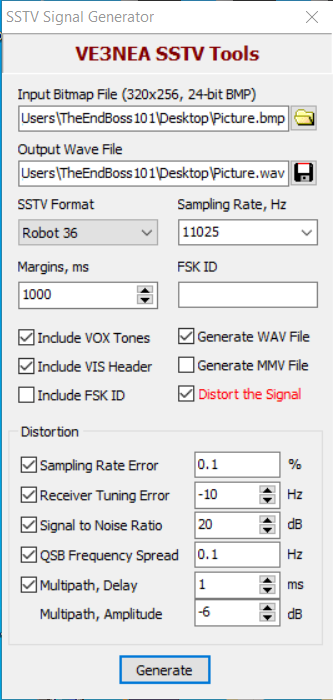 SSTV Signal Generator
VE3NEA SSTV Tools
Input Bitmap File (320x256, 24-bit BMP)
Users\TheEndBoss101\Desktop\Picture.bmp
Output Wave File
Users\TheEndBoss101\Desktop\Picture.wav
SSTV Format Sampling Rate, Hz
Robot 36 11025
Margins, ms FSK ID
1000
Include VOX Tones Generate WAV File
Include VIS Header Generate MMV File
Include FSK ID Distort the Signal
Distortion
Sampling Rate Error 0.1 %
Receiver Tuning Error -10 Hz
Signal to Noise Ratio 20 dB
QSB Frequency Spread 0.1 Hz
Multipath, Delay 1 ms
Multipath, Amplitude -6 dB
Generate